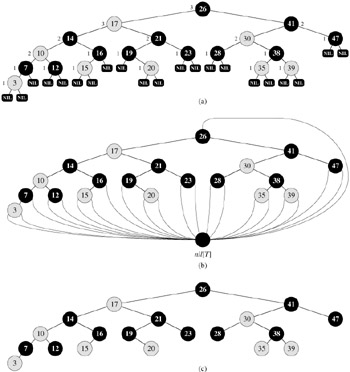 3 26
3 17 41 2
2 14 2 21 2 30 1 47
2 10 1 16 1 19 1 23 1 28 1 38 NIL NIL
1 7 1 12 1 15 NIL NIL 1 20 NIL NIL NIL NIL 1 35 1 39
1 3 NIL NIL NIL NIL NIL NIL NIL NIL NIL NIL NIL
NIL NIL
(a)
26
17 41
14 21 30 47
10 16 19 23 28 38
7 12 15 20 35 39
3
nil[T]
(b)
26
17 41
14 21 30 47
10 16 19 23 28 38
7 12 15 20 35 39
3
(c)